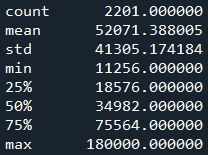 count 2201.000000
mean 52071.388005
std 41305.174184
min 11256.000000
25% 18576.000000
50% 34982.000000
75% 75564.000000
max 180000.000000